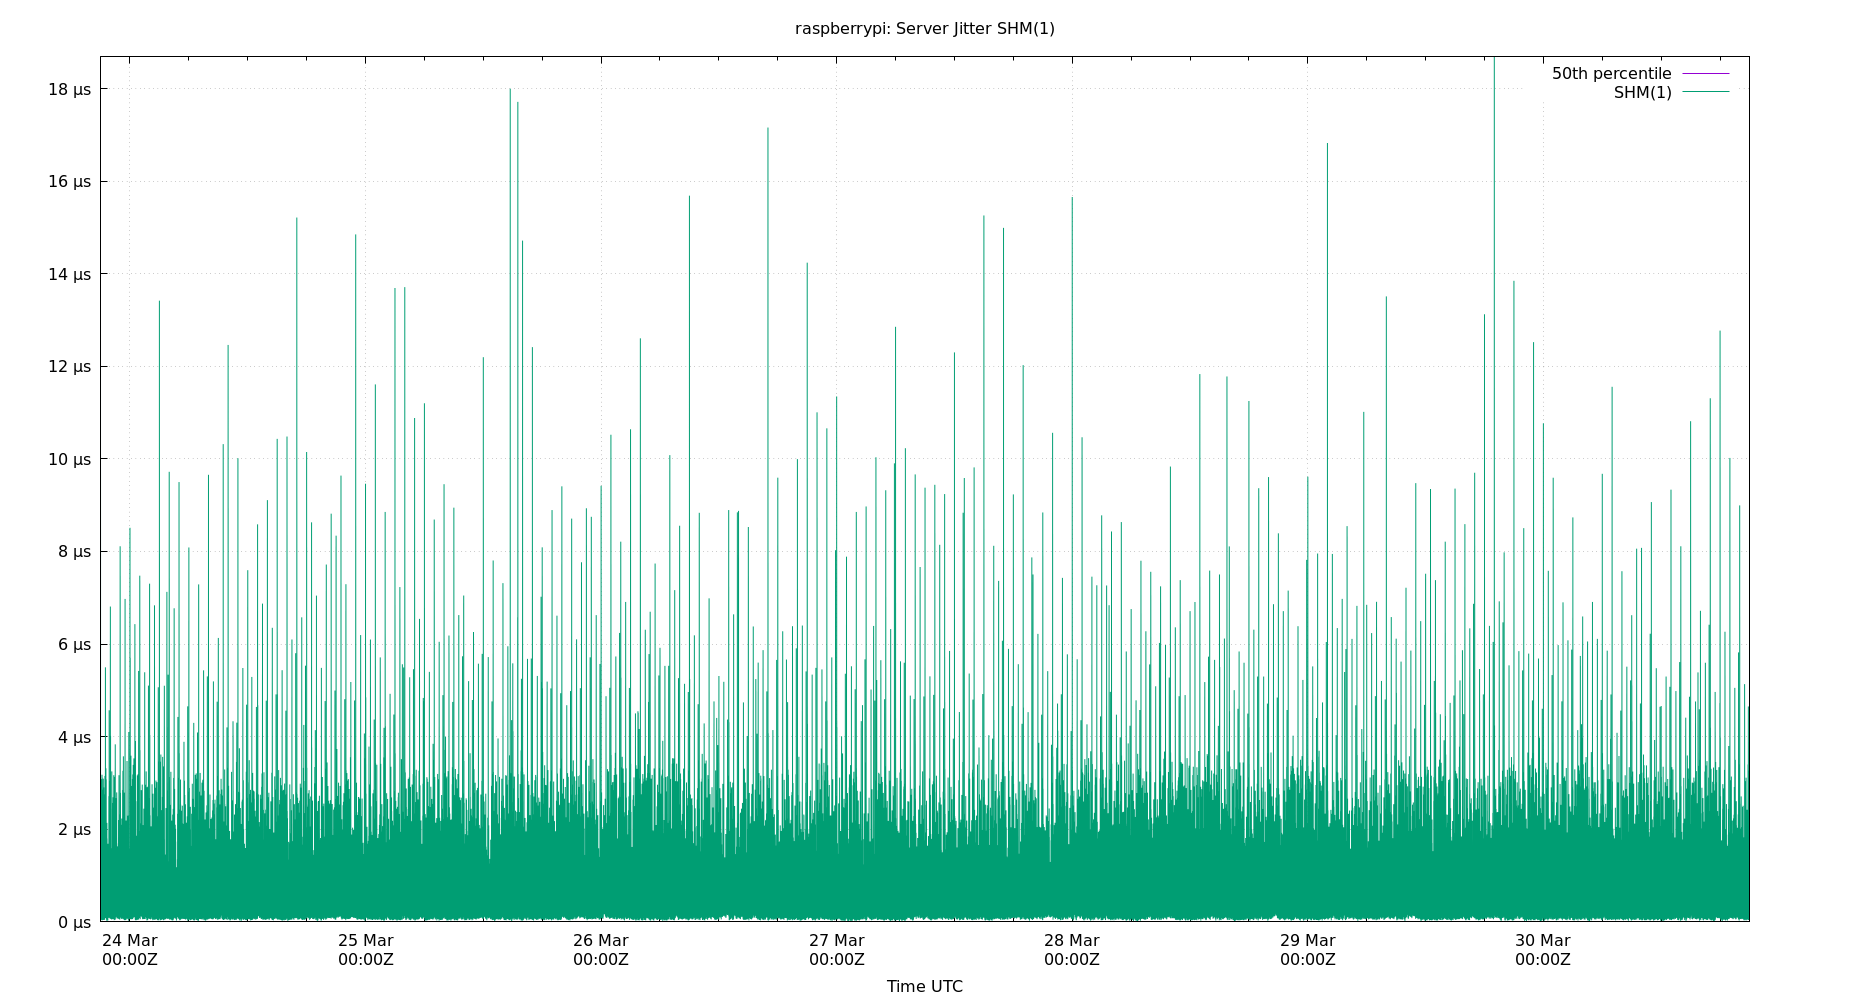 raspberrypi: Server Jitter SHM(1)
50th percentile
SHM(1)
18 µs
16 µs
14 µs
12 µs
10 µs
8 µs
6 µs
4 µs
2 µs
0 µs
24 Mar 25 Mar 26 Mar 27 Mar 28 Mar 29 Mar 30 Mar
00:00Z 00:00Z 00:00Z 00:00Z 00:00Z 00:00Z 00:00Z
Time UTC